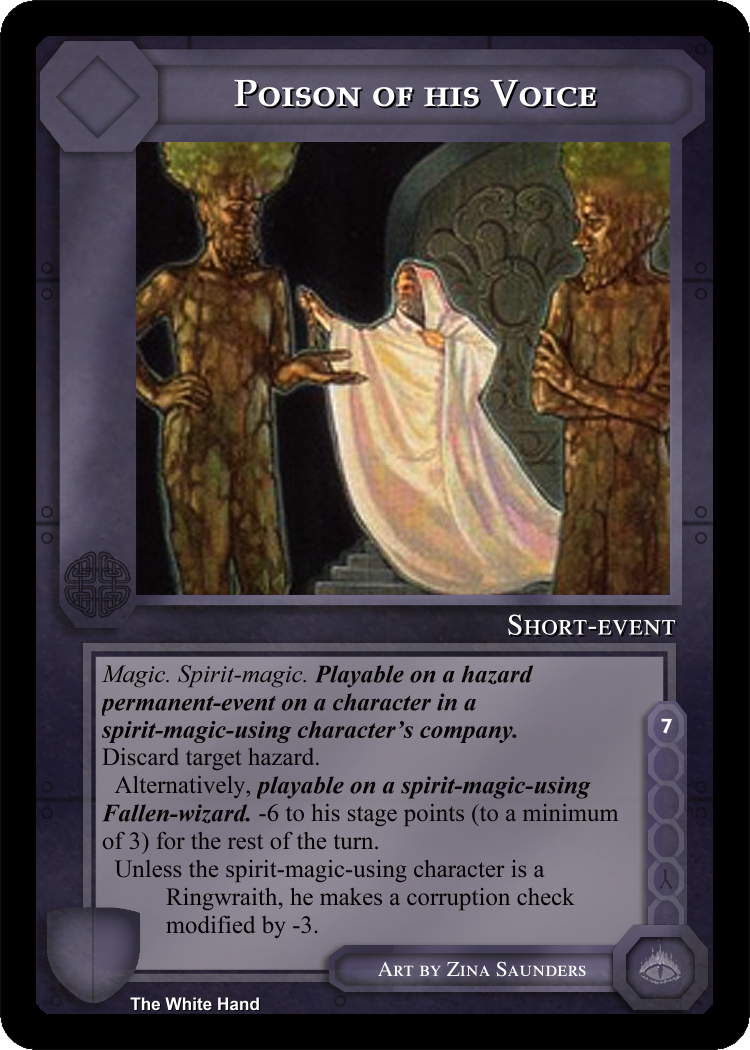 Poison of his Voice
Short-event
Magic. Spirit-magic. Playable on a hazard
permanent-event on a character in a
spirit-magic-using character's company.
Discard target hazard.
Alternatively, playable on a spirit-magic-using
Fallen-wizard. -6 to his stage points (to a minimum
of 3) for the rest of the turn.
Unless the spirit-magic-using character is a
Ringwraith, he makes a corruption check
modified by -3.
7
Art by Zina Saunders
The White Hand